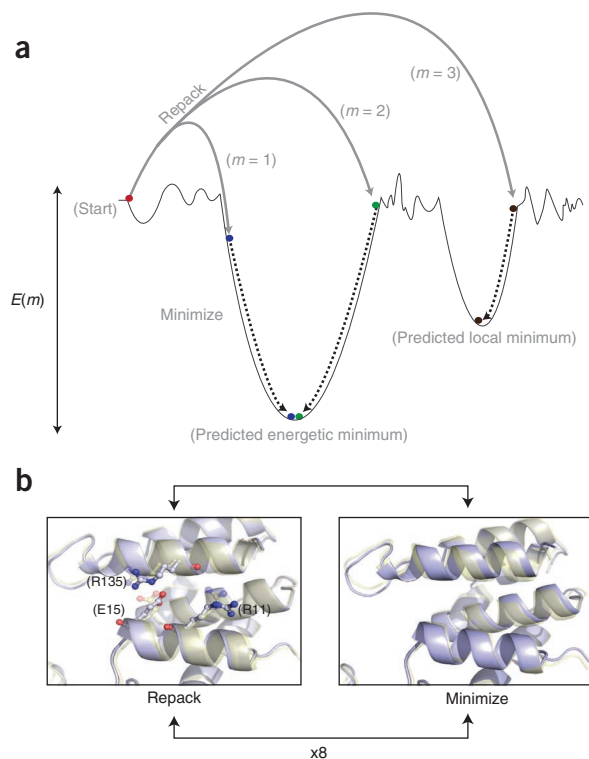 a
Repack
(m = 3)
(m = 2)
(m = 1)
(Start)
E(m)
Minimize
(Predicted local minimum)
(Predicted energetic minimum)
b
(R135)
(E15)
(R11)
Repack
Minimize
x8